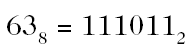 63₈ = 111011₂